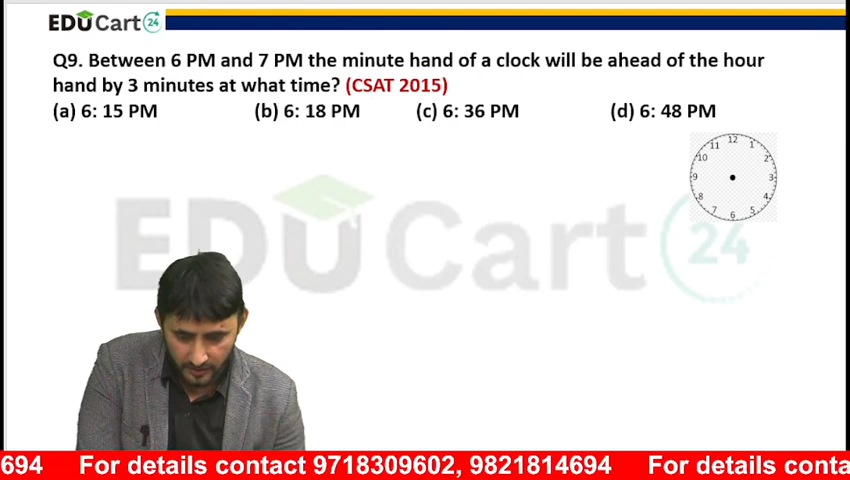 EDUCart24
Q9. Between 6 PM and 7 PM the minute hand of a clock will be ahead of the hour
hand by 3 minutes at what time? (CSAT 2015)
(a) 6: 15 PM (b) 6: 18 PM (c) 6: 36 PM (d) 6: 48 PM
12
11 1
10 2
9 3
8 4
7 5
6
EDUCart 24
694 For details contact 9718309602, 9821814694 For details conta